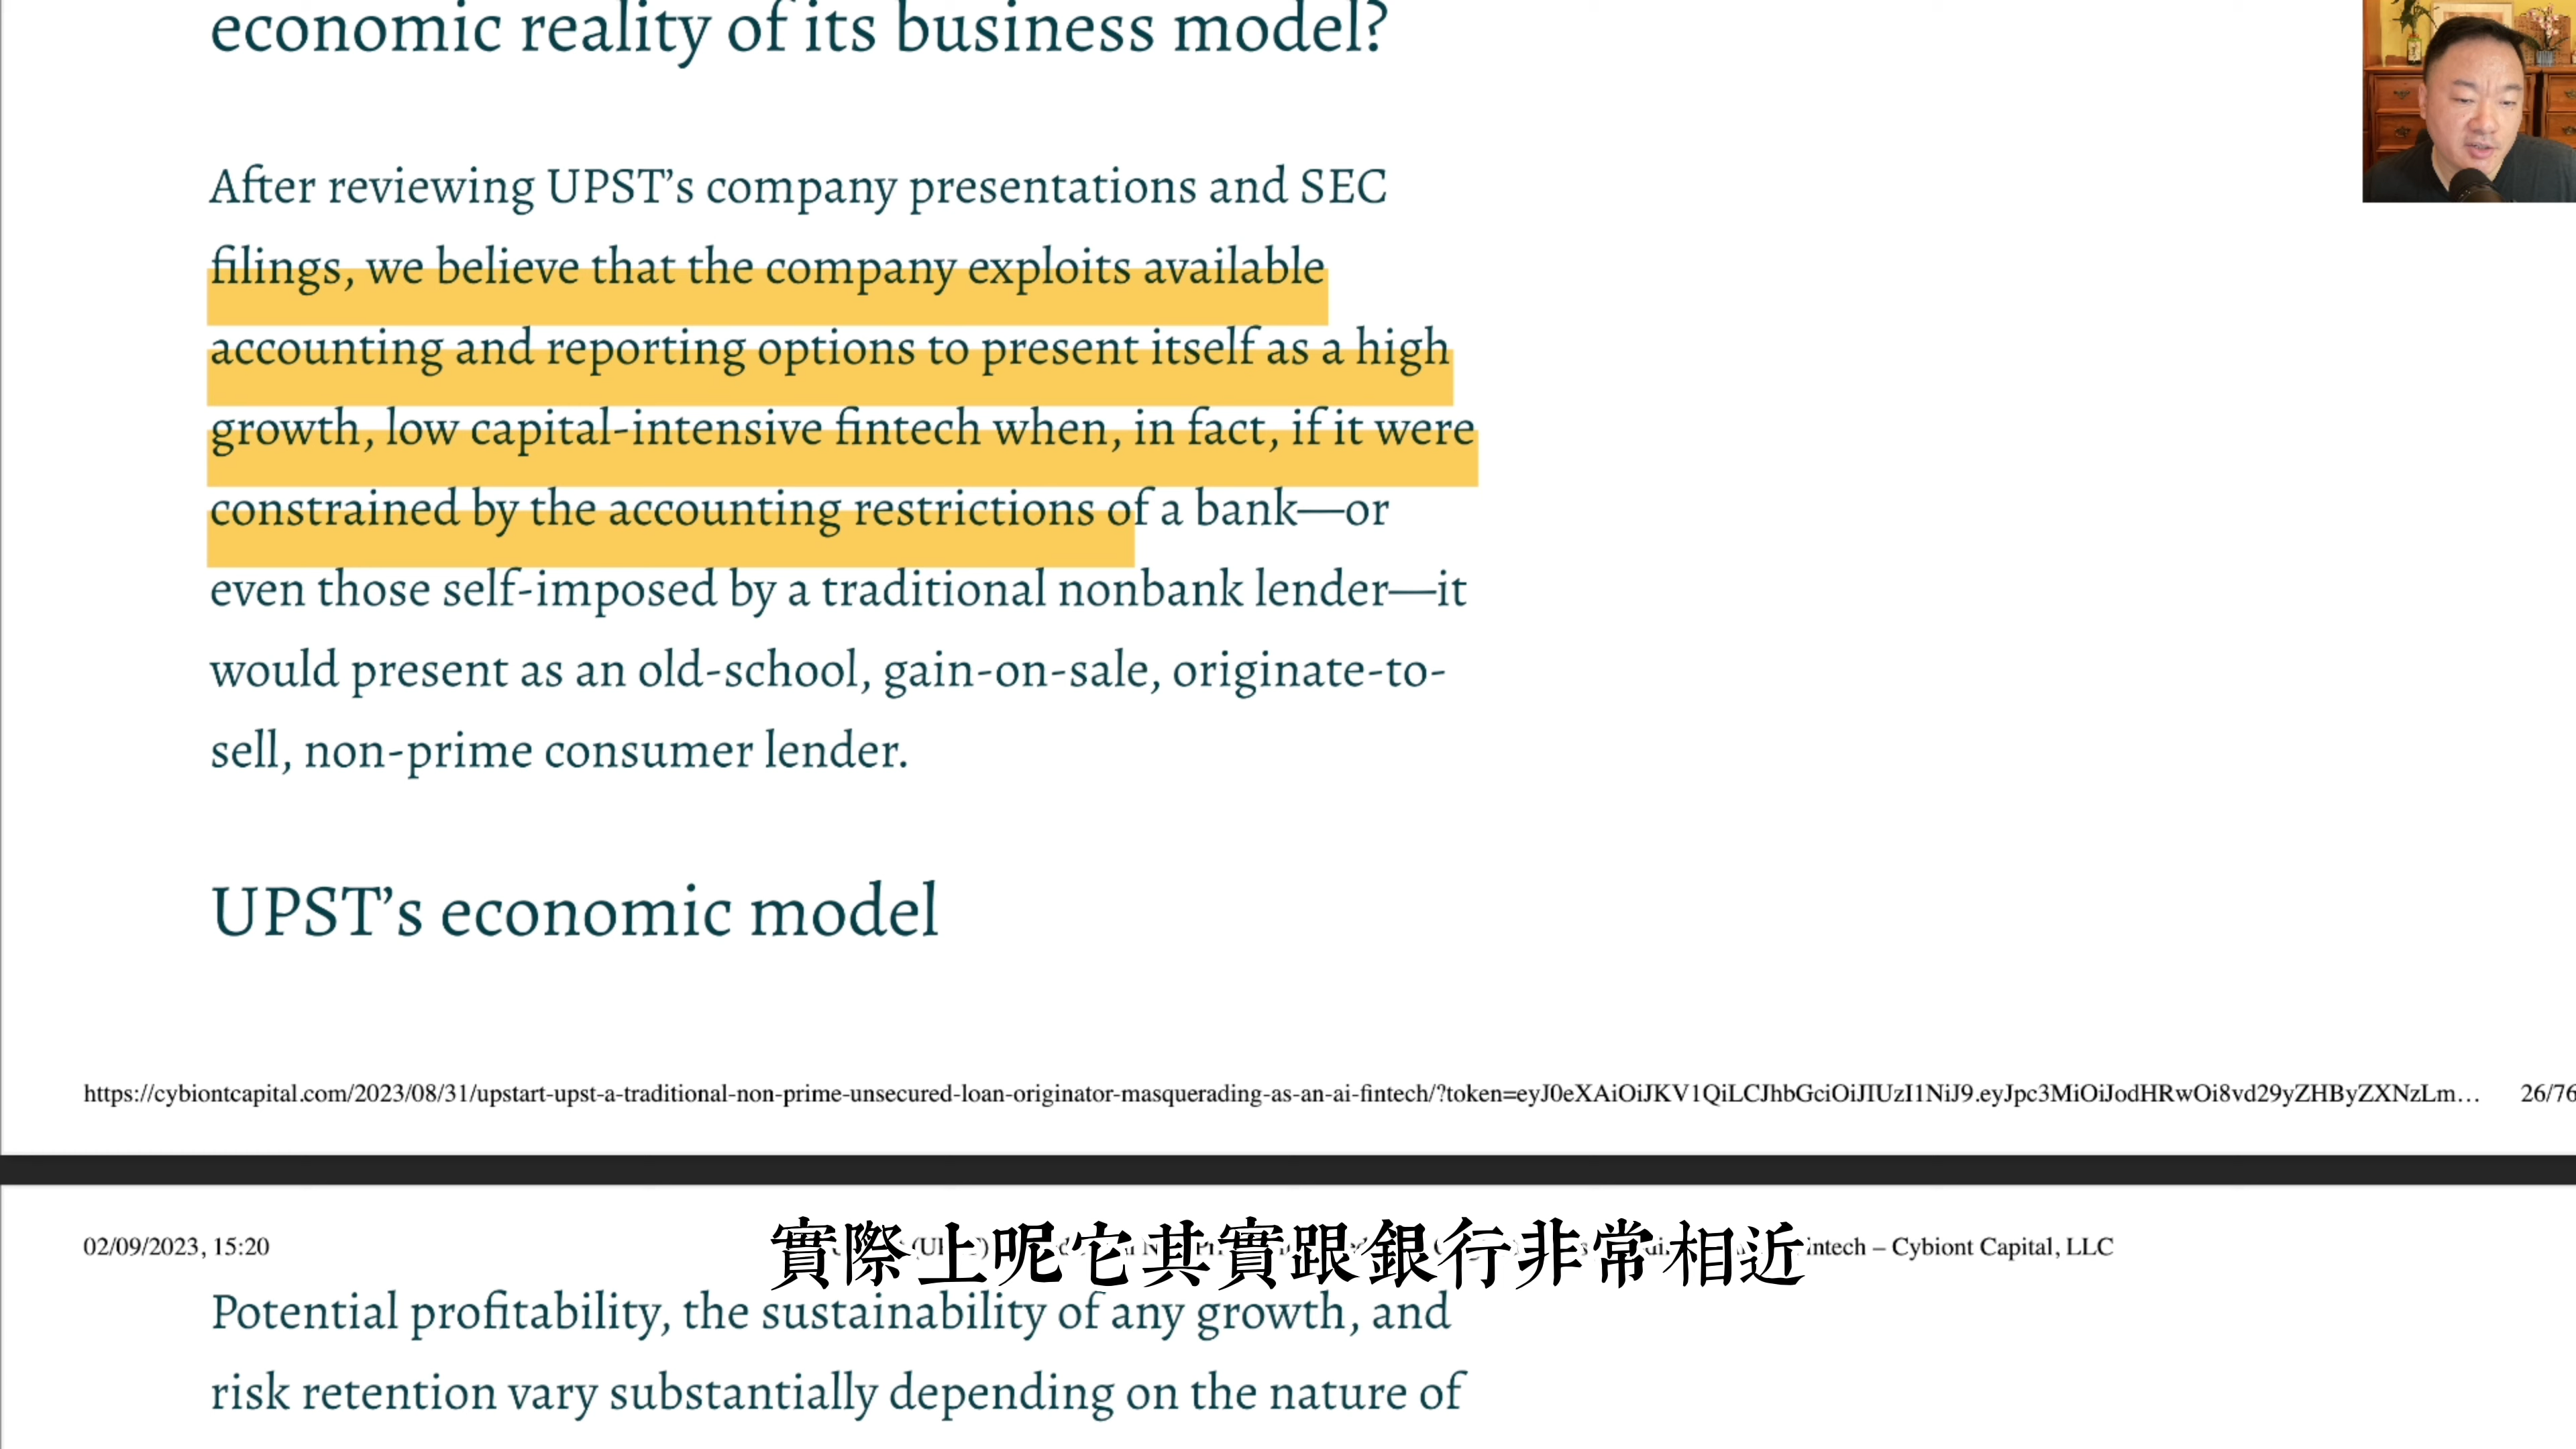 economic reality of its business model?
After reviewing UPST’s company presentations and SEC
filings, we believe that the company exploits available
accounting and reporting options to present itself as a high
growth, low capital-intensive fintech when, in fact, if it were
constrained by the accounting restrictions of a bank—or
even those self-imposed by a traditional nonbank lender—it
would present as an old-school, gain-on-sale, originate-to-
sell, non-prime consumer lender.
UPST’s economic model
https://cybiontcapital.com/2023/08/31/upstart-upst-a-traditional-non-prime-unsecured-loan-originator-masquerading-as-an-ai-fintech/?token=eyJ0eXAiOiJKV1QiLCJhbGciOiJIUzI1NiJ9.eyJpc3MiOiJodHRwOi8vd29yZHByZXNzLm… 26/76
02/09/2023, 15:20
intech – Cybiont Capital, LLC
實際上呢它其實跟銀行非常相近
Potential profitability, the sustainability of any growth, and
risk retention vary substantially depending on the nature of